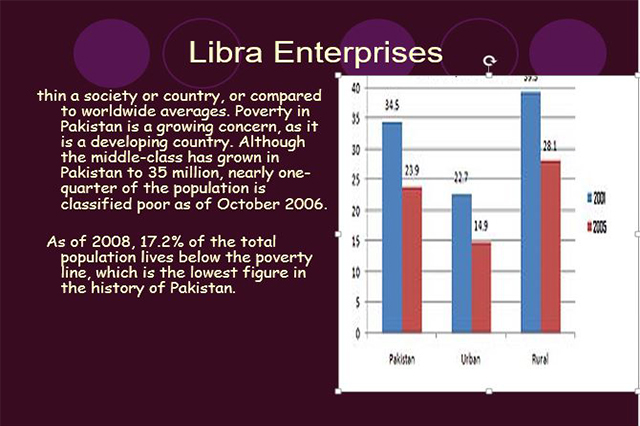 Libra Enterprises
thin a society or country, or compared
to worldwide averages. Poverty in
Pakistan is a growing concern, as it
is a developing country. Although
the middle-class has grown in
Pakistan to 35 million, nearly one-
quarter of the population is
classified poor as of October 2006.
As of 2008, 17.2% of the total
population lives below the poverty
line, which is the lowest figure in
the history of Pakistan.
40
35
30
25
20
15
10
5
0
34.5
23.9
22.7
14.9
39.3
28.1
Pakistan
Urban
Rural
2001
2005